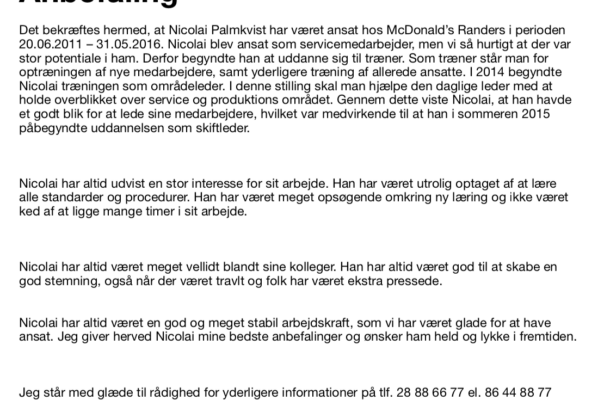 Anbefaling
Det bekræftes hermed, at Nicolai Palmkvist har været ansat hos McDonald's Randers i perioden
20.06.2011 – 31.05.2016. Nicolai blev ansat som servicemedarbejder, men vi så hurtigt at der var
stor potentiale i ham. Derfor begyndte han at uddanne sig til træner. Som træner står man for
optræningen af nye medarbejdere, samt yderligere træning af allerede ansatte. I 2014 begyndte
Nicolai træningen som områdeleder. I denne stilling skal man hjælpe den daglige leder med at
holde overblikket over service og produktions området. Gennem dette viste Nicolai, at han havde
et godt blik for at lede sine medarbejdere, hvilket var medvirkende til at han i sommeren 2015
påbegyndte uddannelsen som skiftleder.
Nicolai har altid udvist en stor interesse for sit arbejde. Han har været utrolig optaget af at lære
alle standarder og procedurer. Han har været meget opsøgende omkring ny læring og ikke været
ked af at ligge mange timer i sit arbejde.
Nicolai har altid været meget vellidt blandt sine kolleger. Han har altid været god til at skabe en
god stemning, også når der været travlt og folk har været ekstra pressede.
Nicolai har altid været en god og meget stabil arbejdskraft, som vi har været glade for at have
ansat. Jeg giver herved Nicolai mine bedste anbefalinger og ønsker ham held og lykke i fremtiden.
Jeg står med glæde til rådighed for yderligere informationer på tlf. 28 88 66 77 el. 86 44 88 77